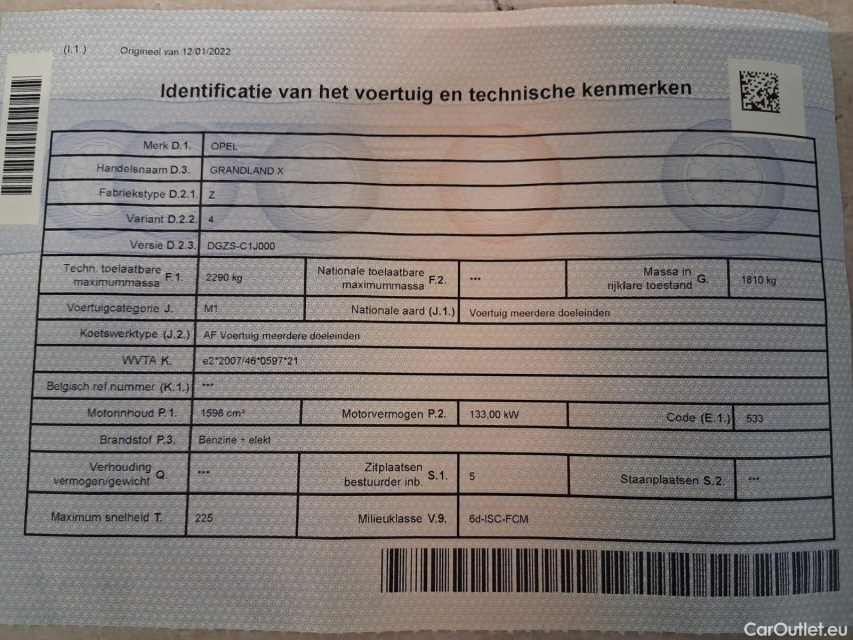 (I.1.) Origineel van 12/01/2022
Identificatie van het voertuig en technische kenmerken
Merk D.1. OPEL
Handelsnaam D.3. GRANDLAND X
Fabriekstype D.2.1. Z
Variant D.2.2. 4
Versie D.2.3. DGZS-C1J000
Techn. toelaatbare maximummassa F.1. 2290 kg Nationale toelaatbare maximummassa F.2. *** Massa in rijklare toestand G. 1810 kg
Voertuigcategorie J. M1 Nationale aard (J.1.) Voertuig meerdere doeleinden
Koetswerktype (J.2.) AF Voertuig meerdere doeleinden
WVTA K. e2*2007/46*0597*21
Belgisch ref.nummer (K.1.) ***
Motorinhoud P.1. 1598 cm³ Motorvermogen P.2. 133,00 kW Code (E.1.) 533
Brandstof P.3. Benzine + elekt
Verhouding vermogen/gewicht Q. *** Zitplaatsen bestuurder inb. S.1. 5 Staanplaatsen S.2. ***
Maximum snelheid T. 225 Milieuklasse V.9. 6d-ISC-FCM
CarOutlet.eu